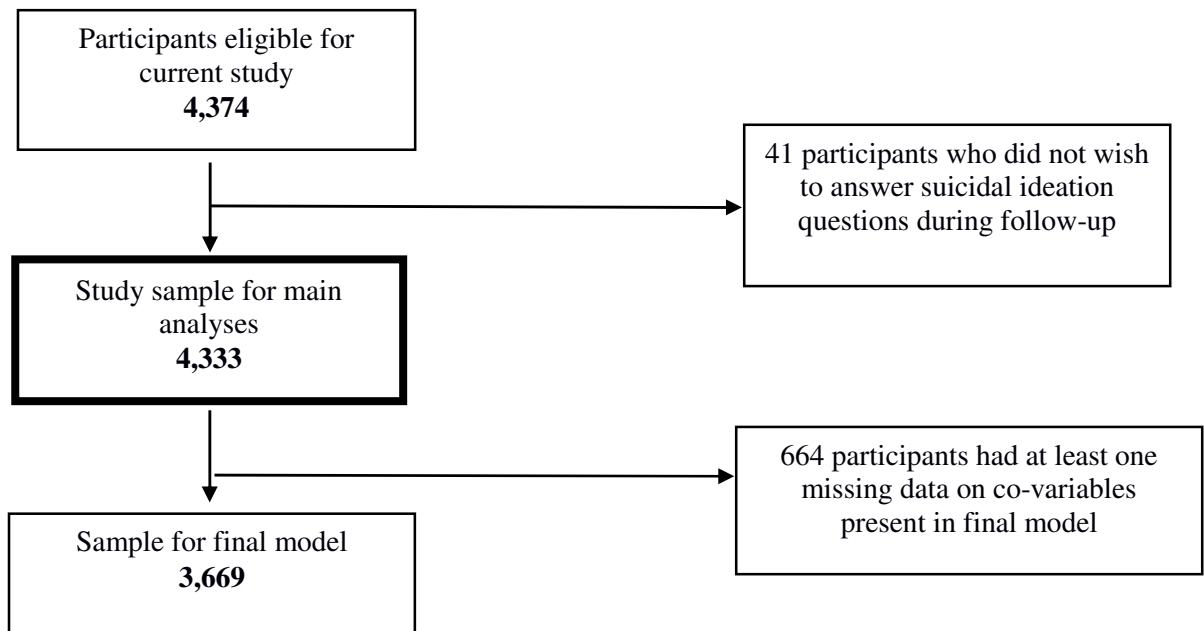 Participants eligible for
current study
4,374
41 participants who did not wish
to answer suicidal ideation
questions during follow-up
Study sample for main
analyses
4,333
664 participants had at least one
missing data on co-variables
present in final model
Sample for final model
3,669